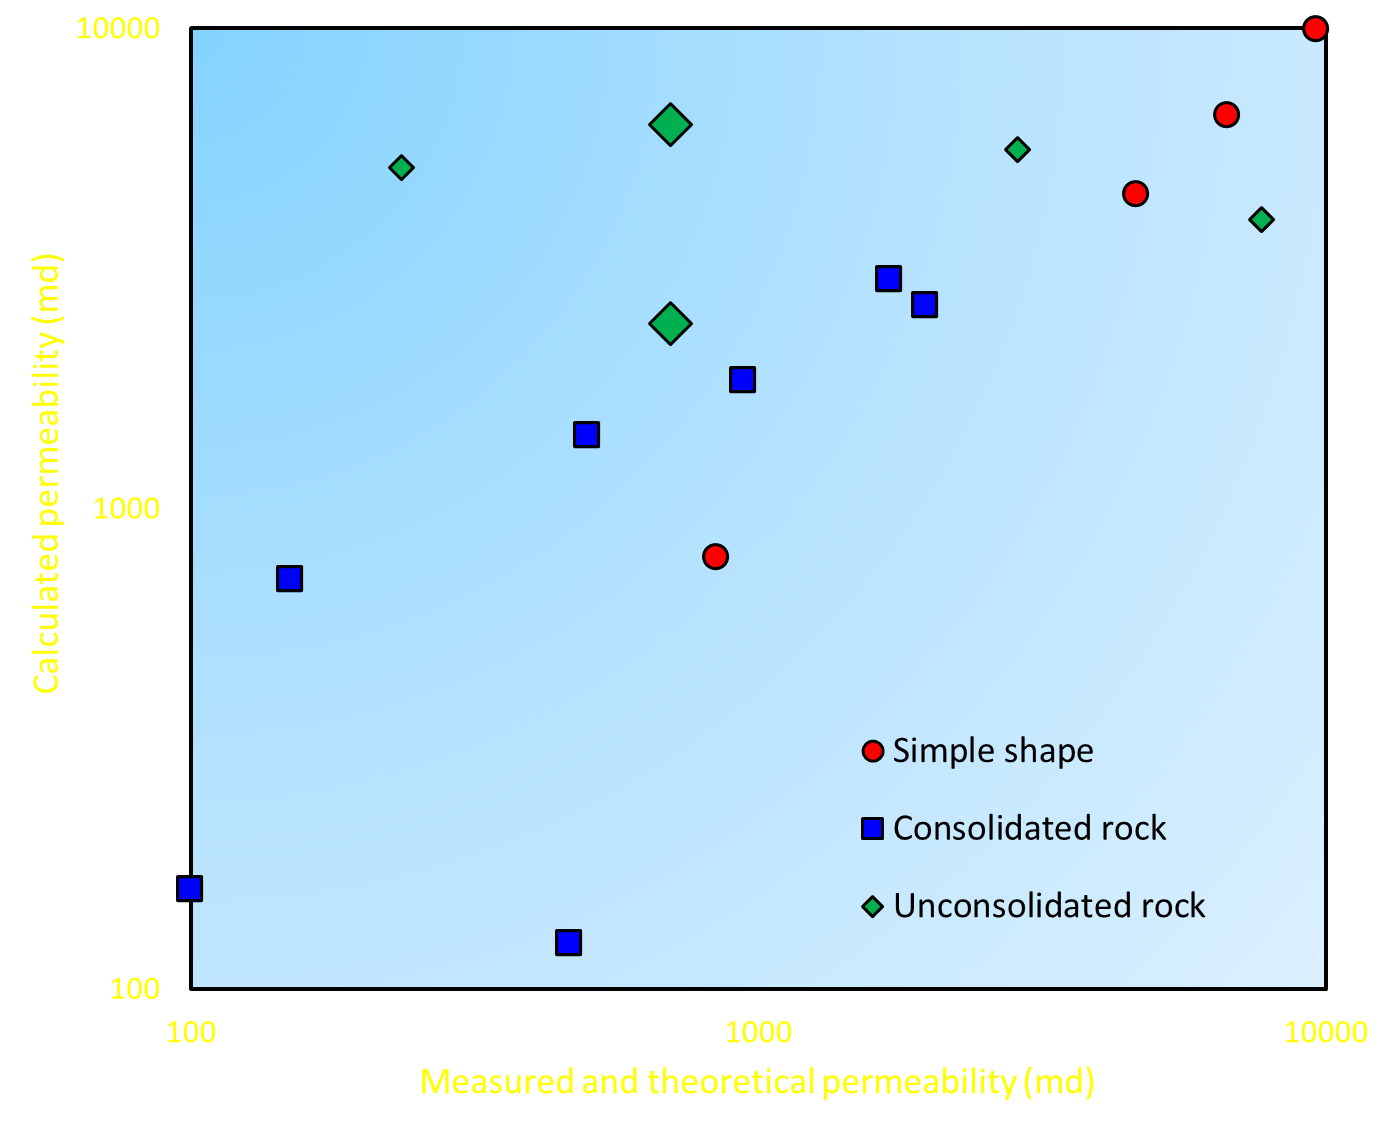 10000
1000
100
Calculated permeability (md)
Simple shape
Consolidated rock
Unconsolidated rock
100
1000
10000
Measured and theoretical permeability (md)